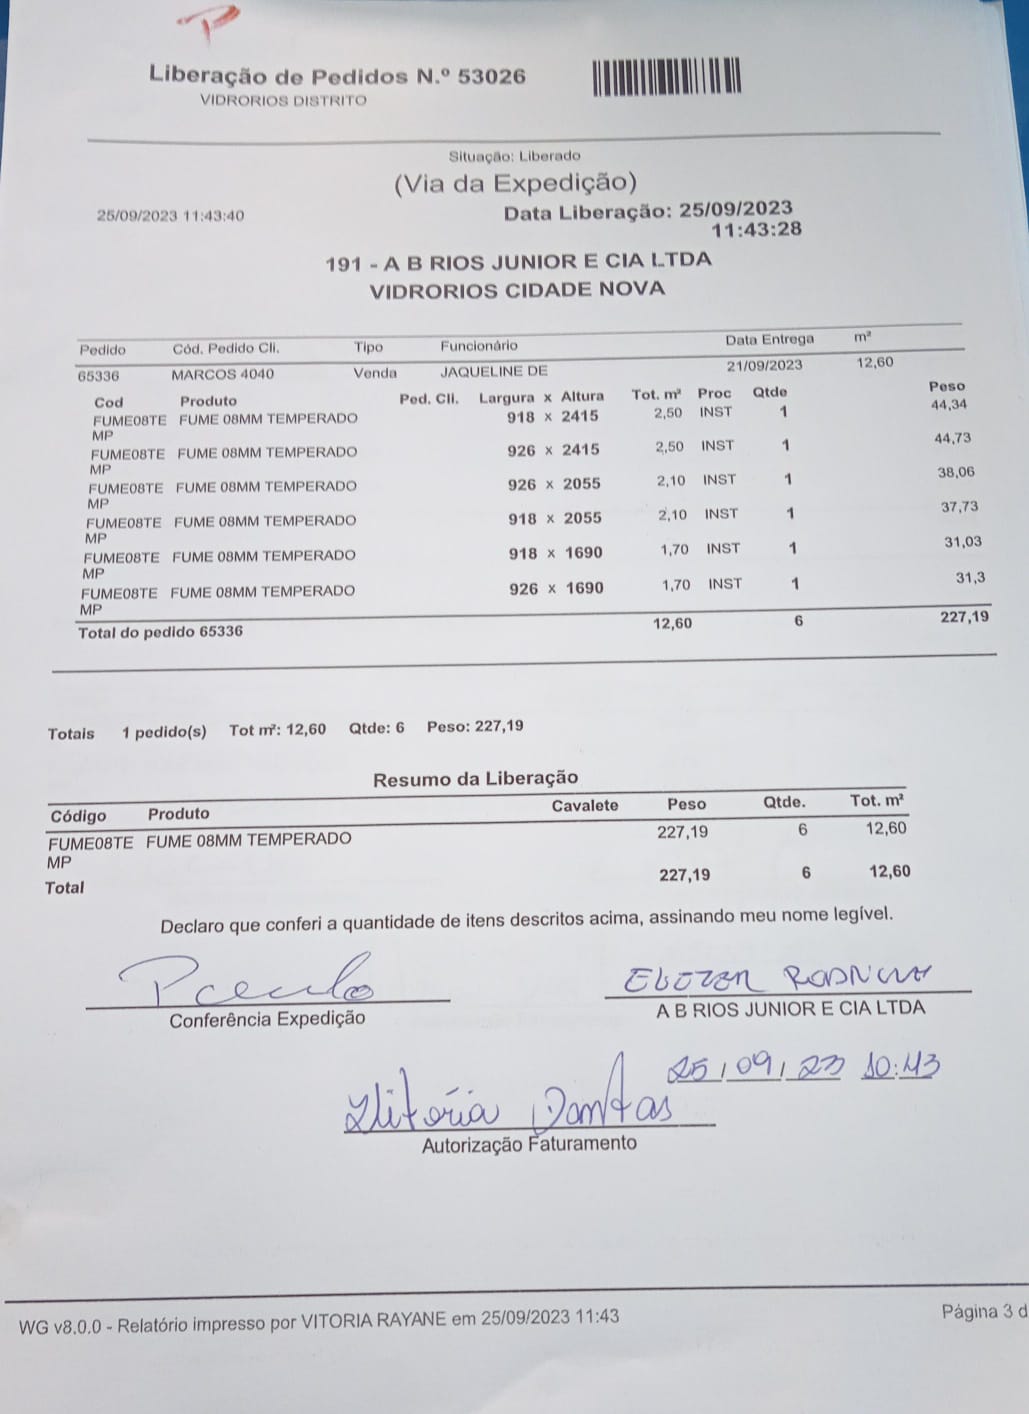 P
Liberação de Pedidos N.º 53026
VIDRORIOS DISTRITO
Situação: Liberado
(Via da Expedição)
25/09/2023 11:43:40
Data Liberação: 25/09/2023
11:43:28
191 - A B RIOS JUNIOR E CIA LTDA
VIDRORIOS CIDADE NOVA
Pedido Cód. Pedido Cli. Tipo Funcionário Data Entrega m²
65336 MARCOS 4040 Venda JAQUELINE DE 21/09/2023 12,60
Cod Produto Ped. Cli. Largura x Altura Tot. m² Proc Qtde Peso
FUME08TE FUME 08MM TEMPERADO 918 x 2415 2,50 INST 1 44,34
MP
FUME08TE FUME 08MM TEMPERADO 926 x 2415 2,50 INST 1 44,73
MP
FUME08TE FUME 08MM TEMPERADO 926 x 2055 2,10 INST 1 38,06
MP
FUME08TE FUME 08MM TEMPERADO 918 x 2055 2,10 INST 1 37,73
MP
FUME08TE FUME 08MM TEMPERADO 918 x 1690 1,70 INST 1 31,03
MP
FUME08TE FUME 08MM TEMPERADO 926 x 1690 1,70 INST 1 31,3
MP
Total do pedido 65336 12,60 6 227,19
Totais 1 pedido(s) Tot m²: 12,60 Qtde: 6 Peso: 227,19
Resumo da Liberação
Código Produto Cavalete Peso Qtde. Tot. m²
FUME08TE FUME 08MM TEMPERADO 227,19 6 12,60
MP
Total 227,19 6 12,60
Declaro que conferi a quantidade de itens descritos acima, assinando meu nome legível.
Conferência Expedição
A B RIOS JUNIOR E CIA LTDA
25/09/23 10:43
Vitória Dantas
Autorização Faturamento
WG v8.0.0 - Relatório impresso por VITORIA RAYANE em 25/09/2023 11:43
Página 3 d